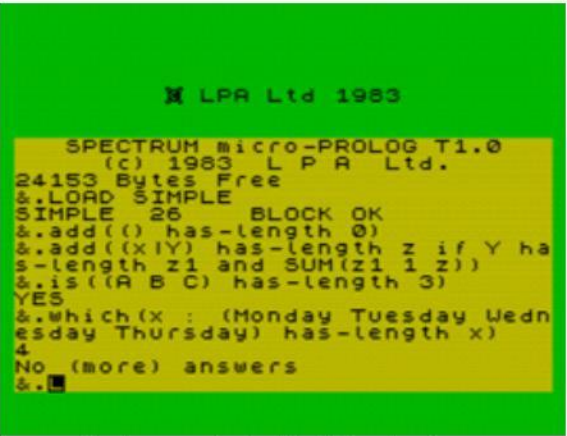 LPA Ltd 1983
SPECTRUM micro-PROLOG T1.0
(c) 1983 L P A Ltd.
24153 Bytes Free
&.LOAD SIMPLE
SIMPLE 26 BLOCK OK
&.add(() has-length 0)
&.add((x|Y) has-length z if Y ha
s-length z1 and SUM(z1 1 z))
&.is((A B C) has-length 3)
YES
&.which(x : (Monday Tuesday Wedn
esday Thursday) has-length x)
4
No (more) answers
&.L